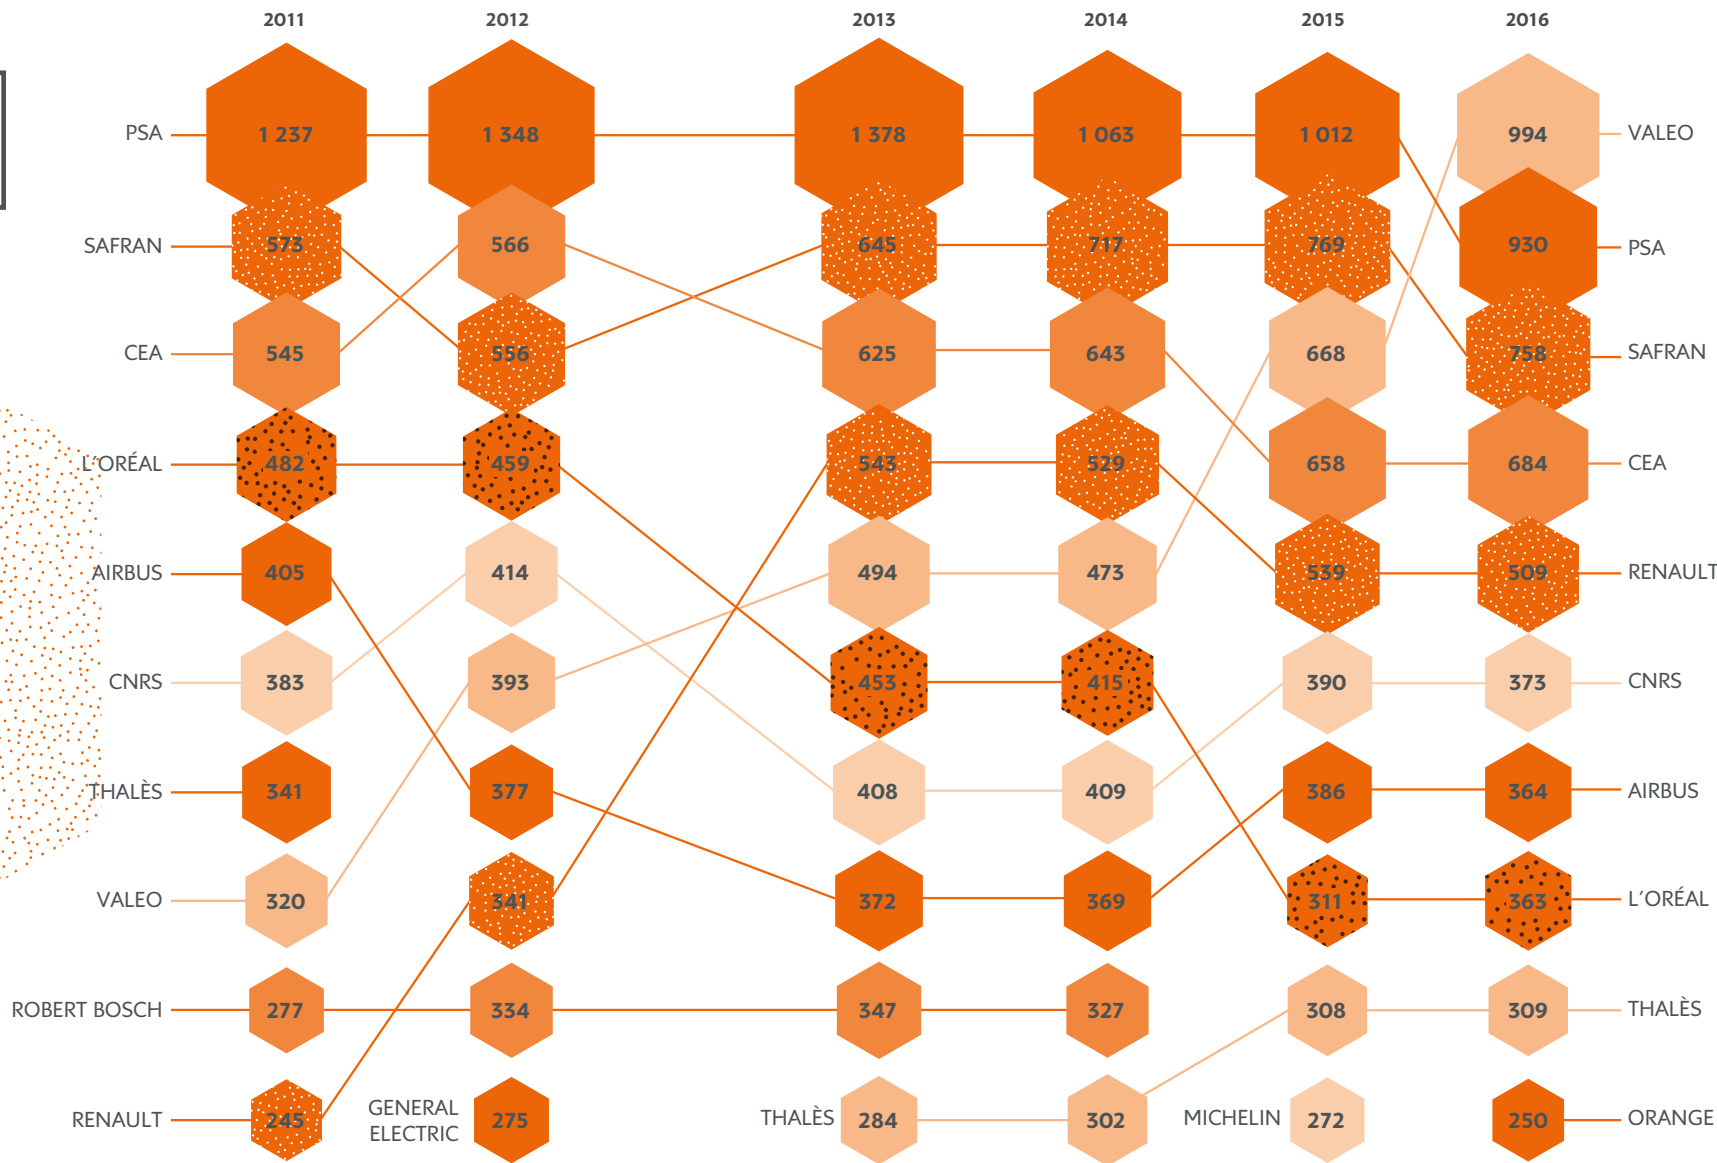 2011 2012 2013 2014 2015 2016
PSA 1 237 1 348 1 378 1 063 1 012 994 VALEO
SAFRAN 573 566 645 717 769 930 PSA
CEA 545 556 625 643 668 758 SAFRAN
L'ORÉAL 482 459 543 529 658 684 CEA
AIRBUS 405 414 494 473 539 509 RENAULT
CNRS 383 393 453 415 390 373 CNRS
THALÈS 341 377 408 409 386 364 AIRBUS
VALEO 320 341 372 369 311 363 L'ORÉAL
ROBERT BOSCH 277 334 347 327 308 309 THALÈS
RENAULT 245 GENERAL
ELECTRIC 275 THALÈS 284 302 MICHELIN 272 250 ORANGE